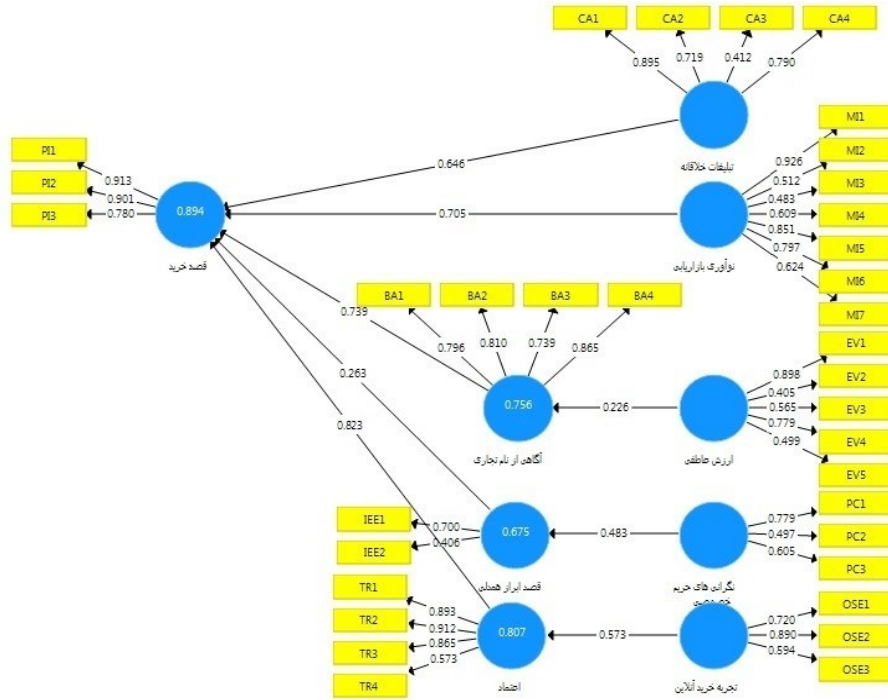 CA1 CA2 CA3 CA4
0.895 0.719 0.412 0.790
تبلیغات خلاقانه
0.646
PI1
PI2
PI3
0.913
0.901
0.780
0.894
قصد خرید
0.705
MI1
MI2
MI3
MI4
MI5
MI6
MI7
0.926
0.512
0.483
0.609
0.851
0.797
0.624
نوآوری بازاریابی
BA1 BA2 BA3 BA4
0.796 0.810 0.739 0.865
0.739
0.756
آگاهی از نام تجاری
0.226
EV1
EV2
EV3
EV4
EV5
0.898
0.405
0.565
0.779
0.499
ارزش عاطفی
0.263
IEE1
IEE2
0.700
0.406
0.675
قصد ابراز همدلی
0.483
PC1
PC2
PC3
0.779
0.497
0.605
نگرانی های حریم
خصوصی
0.823
TR1
TR2
TR3
TR4
0.893
0.912
0.865
0.573
0.807
اعتماد
0.573
OSE1
OSE2
OSE3
0.720
0.890
0.594
تجربه خرید آنلاین